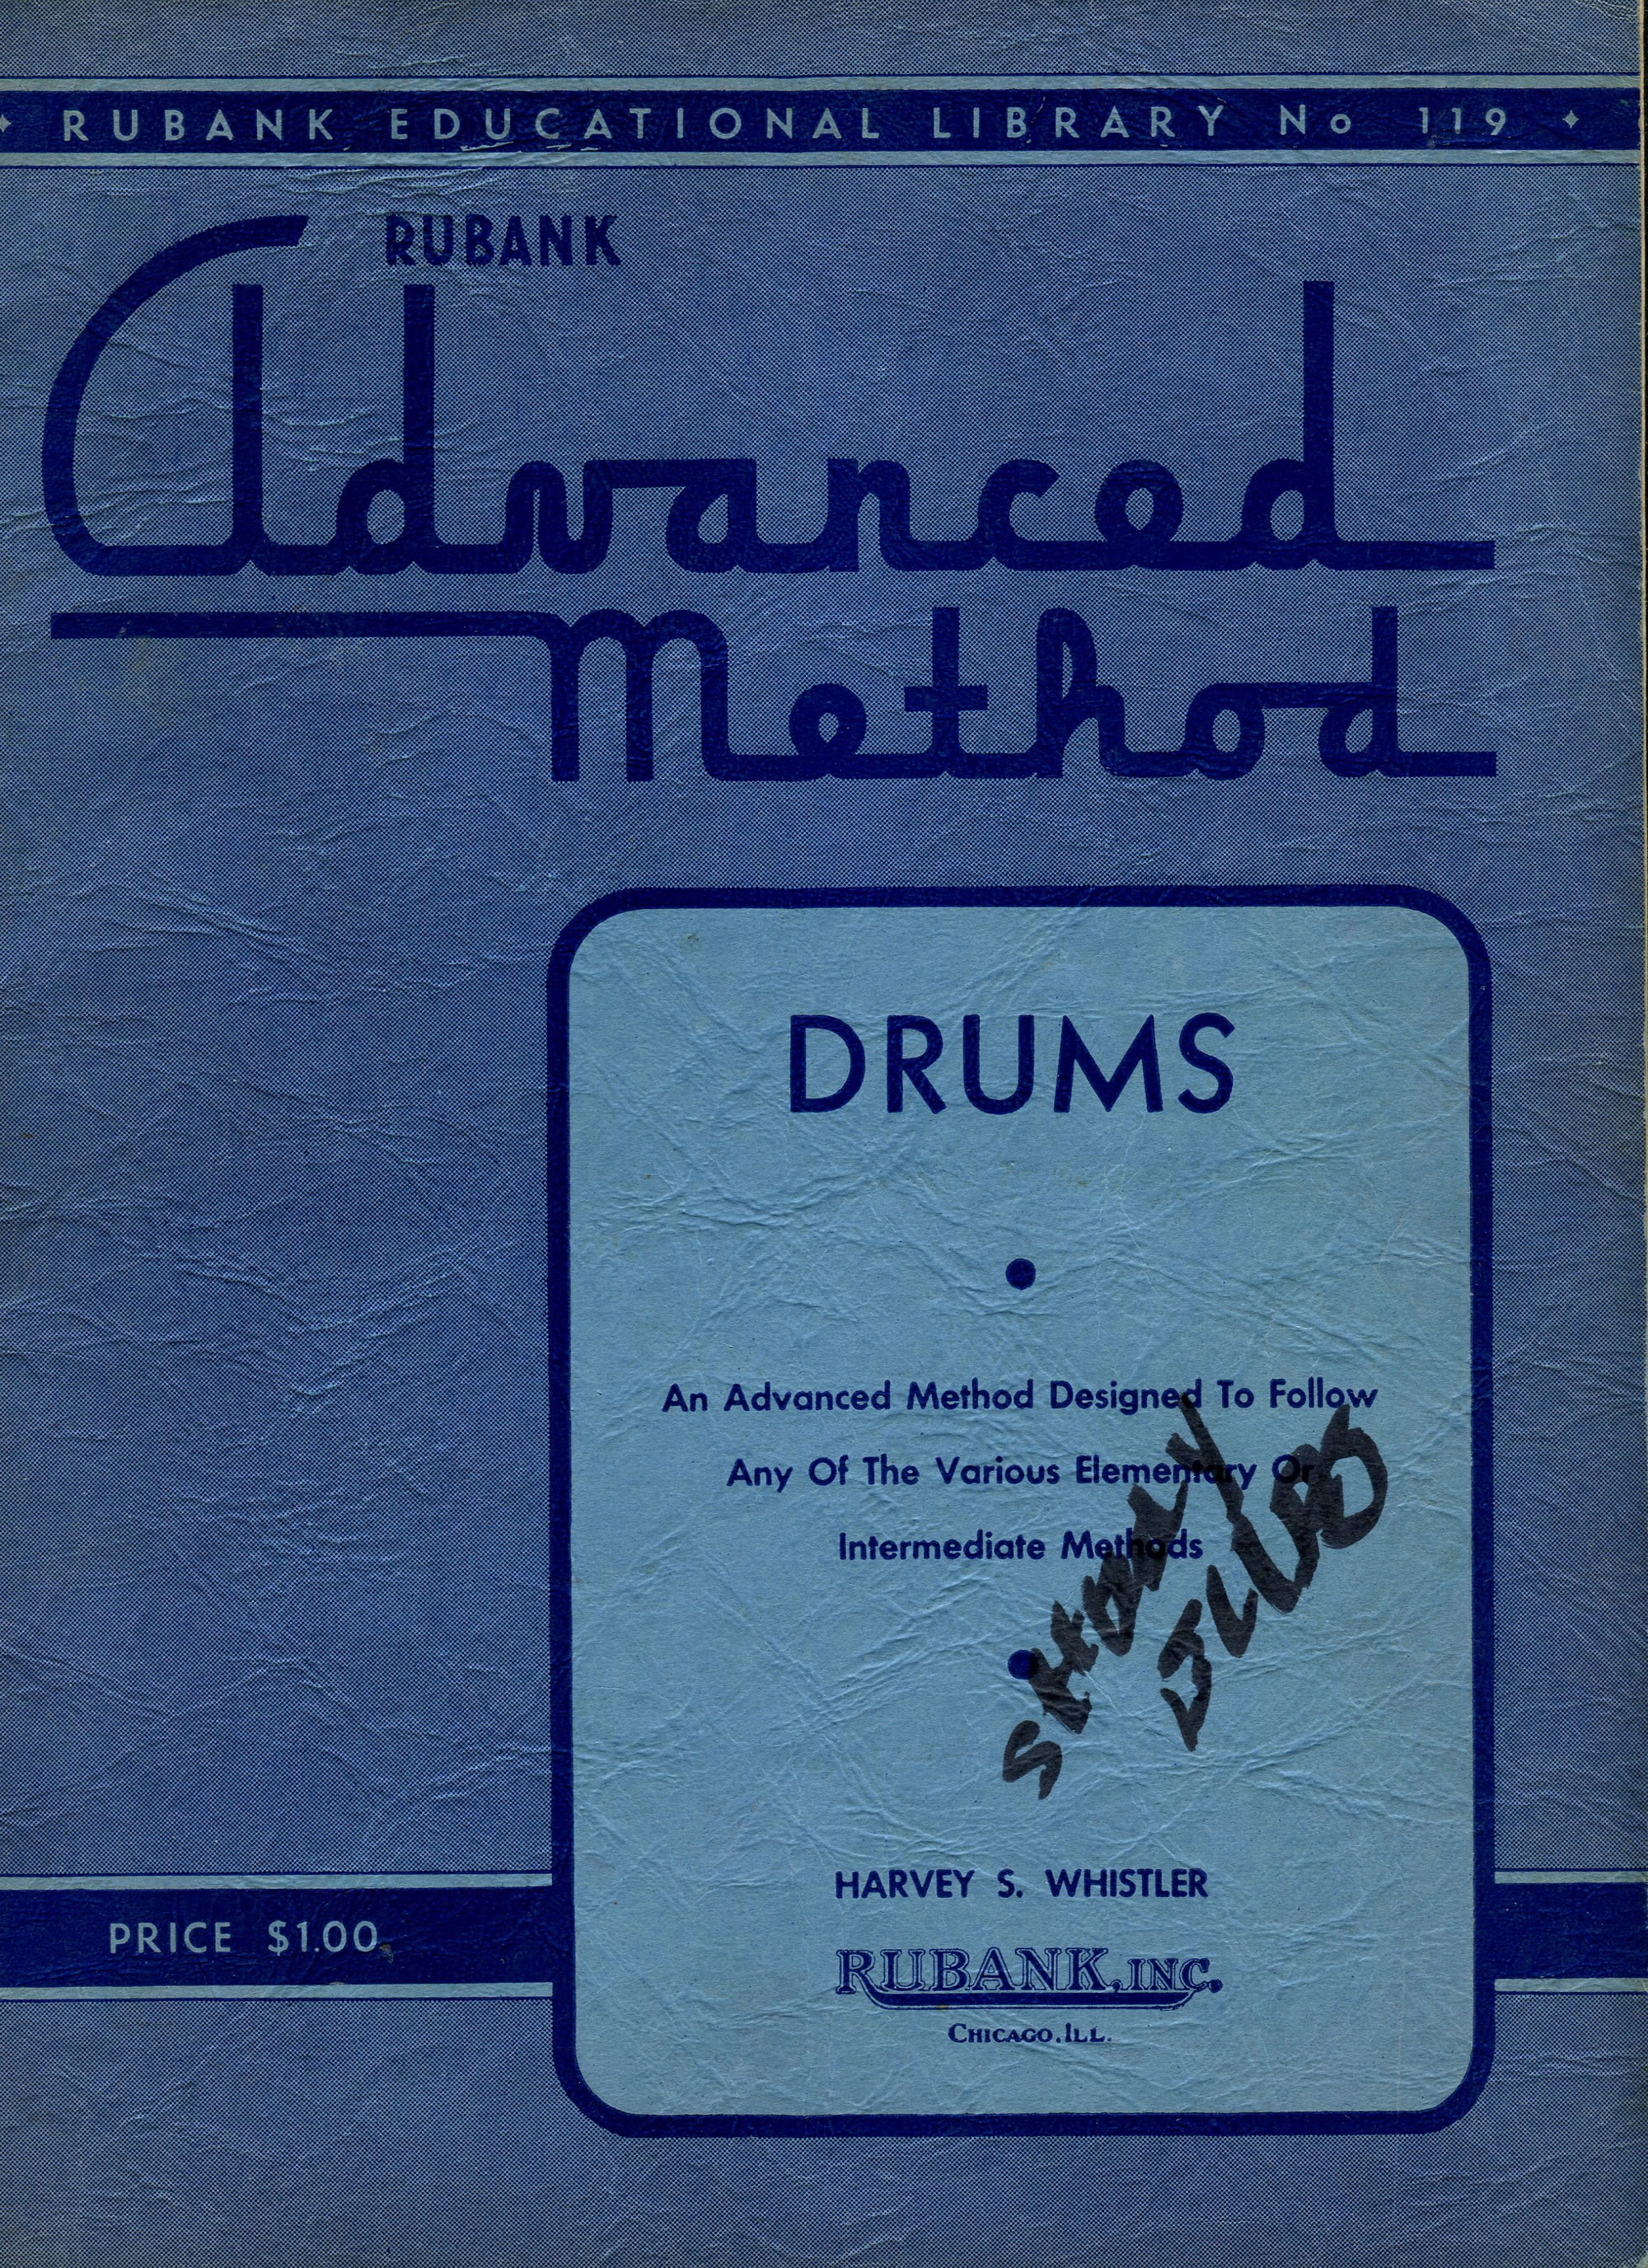 RUBANK EDUCATIONAL LIBRARY No 119
RUBANK
Advanced
Method
DRUMS
An Advanced Method Designed To Follow
Any Of The Various Elementary Or
Intermediate Methods
HARVEY S. WHISTLER
PRICE $1.00
RUBANK, INC.
CHICAGO, ILL.